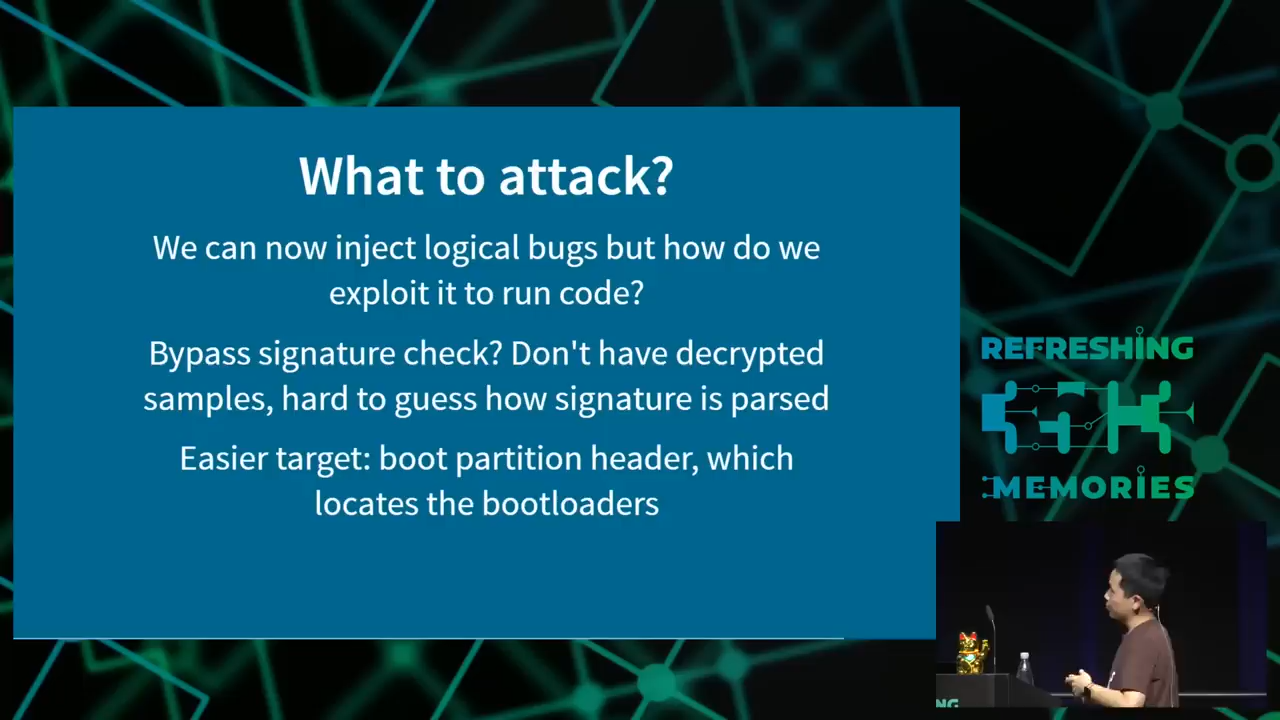 What to attack?
We can now inject logical bugs but how do we
exploit it to run code?
Bypass signature check? Don't have decrypted
samples, hard to guess how signature is parsed
Easier target: boot partition header, which
locates the bootloaders
REFRESHING
35K
MEMORIES
NG